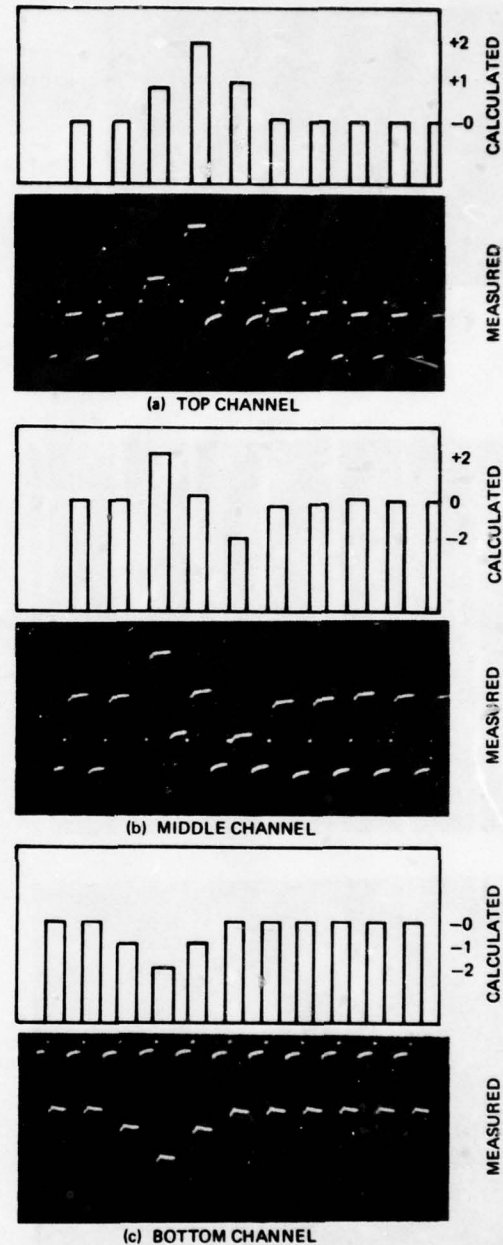 +2
+1
—0
CALCULATED
MEASURED
(a) TOP CHANNEL
+2
0
—2
CALCULATED
MEASURED
(b) MIDDLE CHANNEL
—0
—1
—2
CALCULATED
MEASURED
(c) BOTTOM CHANNEL